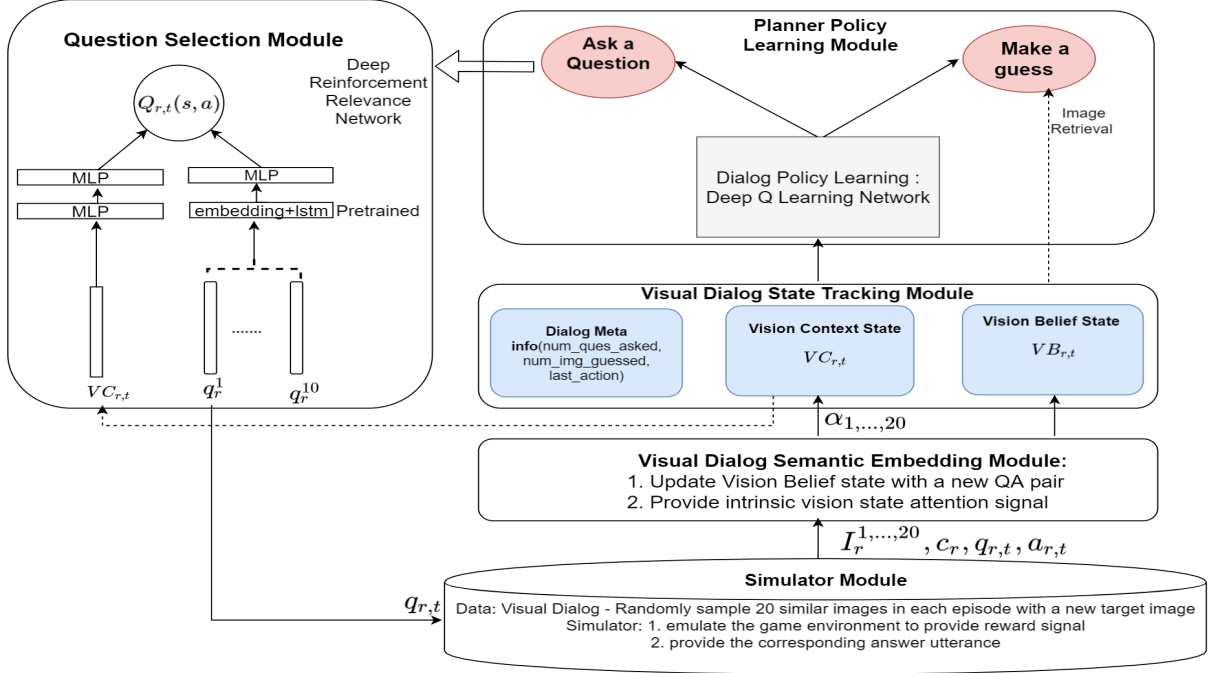 Question Selection Module
Deep
Reinforcement
Relevance
Network
Q_{r,t}(s, a)
MLP
MLP
MLP
embedding+lstm
Pretrained
.......
VC_{r,t}
q_r^1
q_r^{10}
Planner Policy
Learning Module
Ask a
Question
Make a
guess
Image
Retrieval
Dialog Policy Learning :
Deep Q Learning Network
Visual Dialog State Tracking Module
Dialog Meta
info(num_ques_asked,
num_img_guessed,
last_action)
Vision Context State
VC_{r,t}
Vision Belief State
VB_{r,t}
α_{1,...,20}
Visual Dialog Semantic Embedding Module:
1. Update Vision Belief state with a new QA pair
2. Provide intrinsic vision state attention signal
I_r^{1,...,20}, c_r, q_{r,t}, a_{r,t}
q_{r,t}
Simulator Module
Data: Visual Dialog - Randomly sample 20 similar images in each episode with a new target image
Simulator: 1. emulate the game environment to provide reward signal
2. provide the corresponding answer utterance